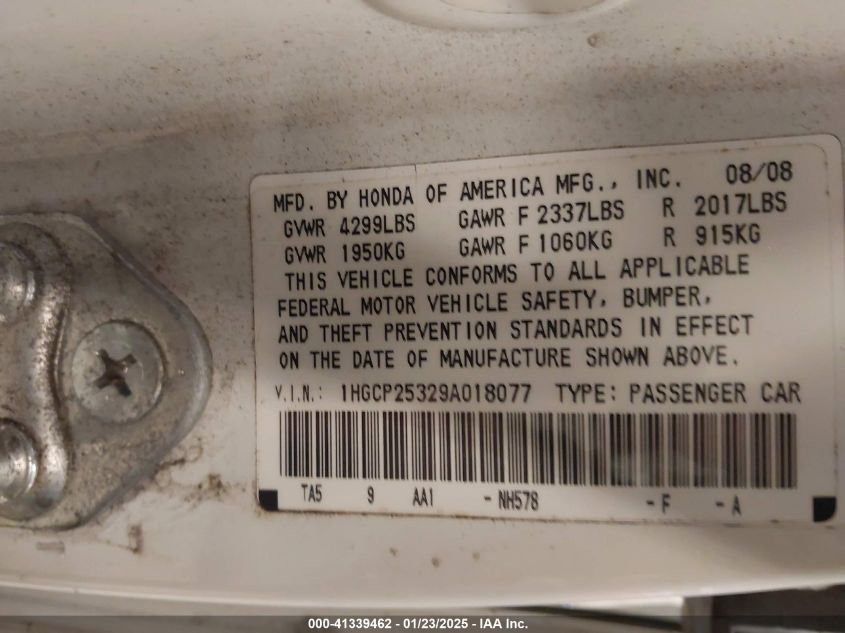 MFD. BY HONDA OF AMERICA MFG., INC. 08/08
GVWR 4299LBS GAWR F 2337LBS R 2017LBS
GVWR 1950KG GAWR F 1060KG R 915KG
THIS VEHICLE CONFORMS TO ALL APPLICABLE
FEDERAL MOTOR VEHICLE SAFETY, BUMPER,
AND THEFT PREVENTION STANDARDS IN EFFECT
ON THE DATE OF MANUFACTURE SHOWN ABOVE.
V.I.N.: 1HGCP25329A018077 TYPE: PASSENGER CAR
TA5 9 AA1 -NH578 -F -A
000-41339462 - 01/23/2025 - IAA Inc.